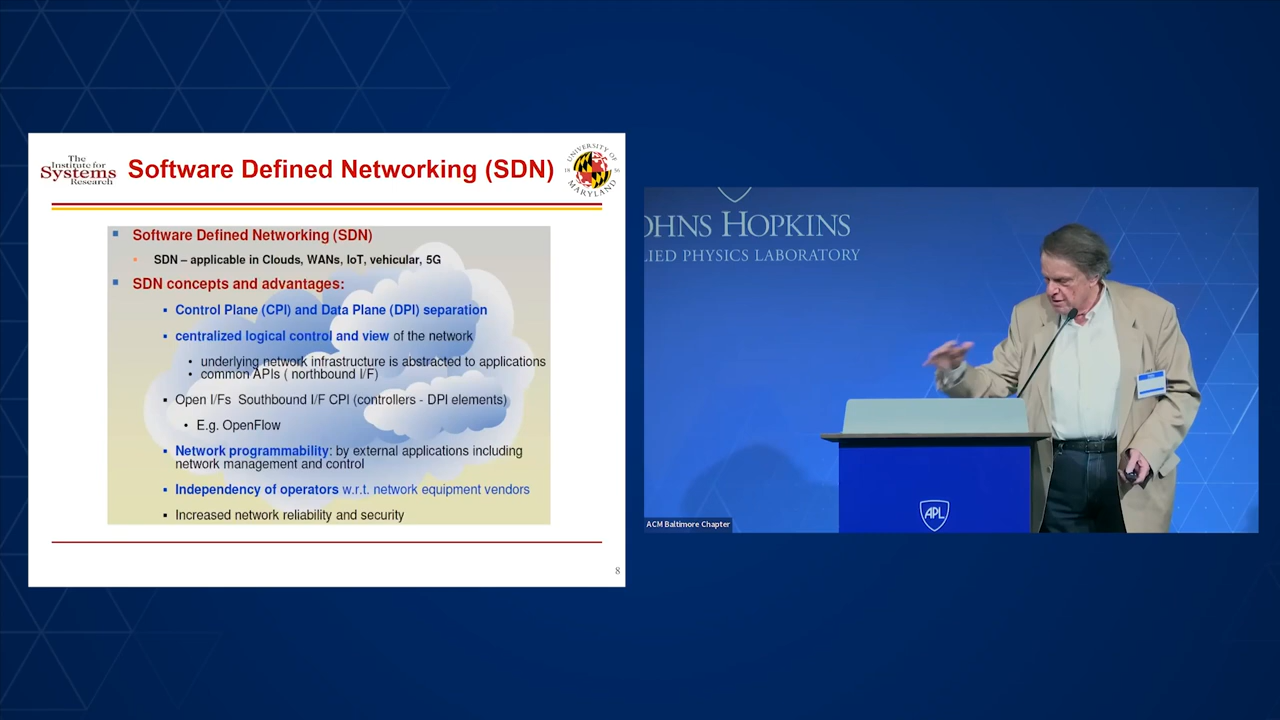 The
Institute for
Systems
Research
Software Defined Networking (SDN)
UNIVERSITY OF
18 56
MARYLAND
Software Defined Networking (SDN)
SDN – applicable in Clouds, WANs, IoT, vehicular, 5G
SDN concepts and advantages:
Control Plane (CPI) and Data Plane (DPI) separation
centralized logical control and view of the network
underlying network infrastructure is abstracted to applications
common APIs ( northbound I/F)
Open I/Fs Southbound I/F CPI (controllers - DPI elements)
E.g. OpenFlow
Network programmability: by external applications including
network management and control
Independency of operators w.r.t. network equipment vendors
Increased network reliability and security
8
OHNS HOPKINS
LIED PHYSICS LABORATORY
APL
ACM Baltimore Chapter